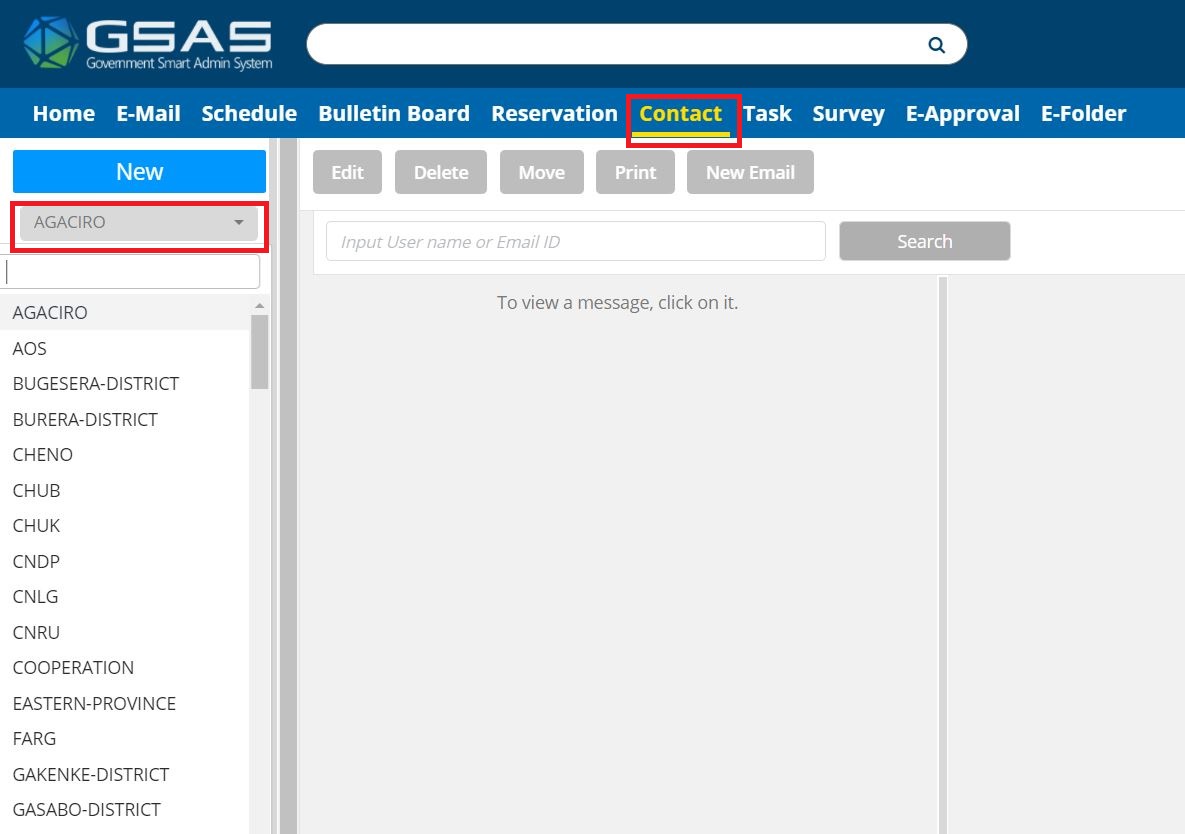 GSAS
Government Smart Admin System
Home E-Mail Schedule Bulletin Board Reservation Contact Task Survey E-Approval E-Folder
New
Edit Delete Move Print New Email
AGACIRO
Input User name or Email ID Search
To view a message, click on it.
AGACIRO
AOS
BUGESERA-DISTRICT
BURERA-DISTRICT
CHENO
CHUB
CHUK
CNDP
CNLG
CNRU
COOPERATION
EASTERN-PROVINCE
FARG
GAKENKE-DISTRICT
GASABO-DISTRICT